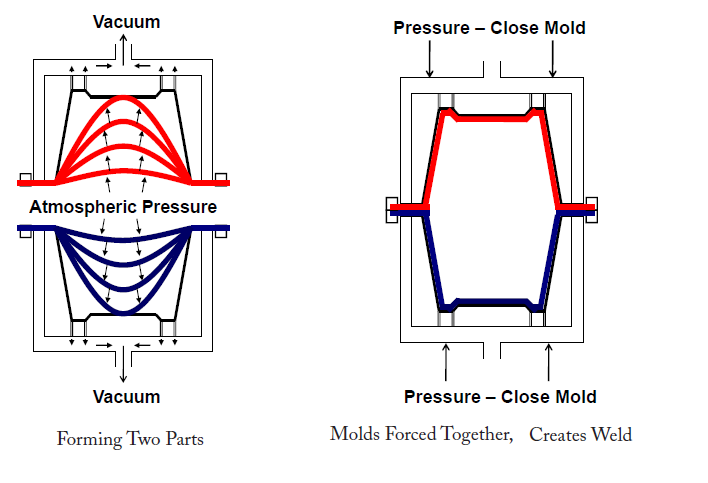 Vacuum
Atmospheric Pressure
Vacuum
Forming Two Parts
Pressure – Close Mold
Pressure – Close Mold
Molds Forced Together, Creates Weld